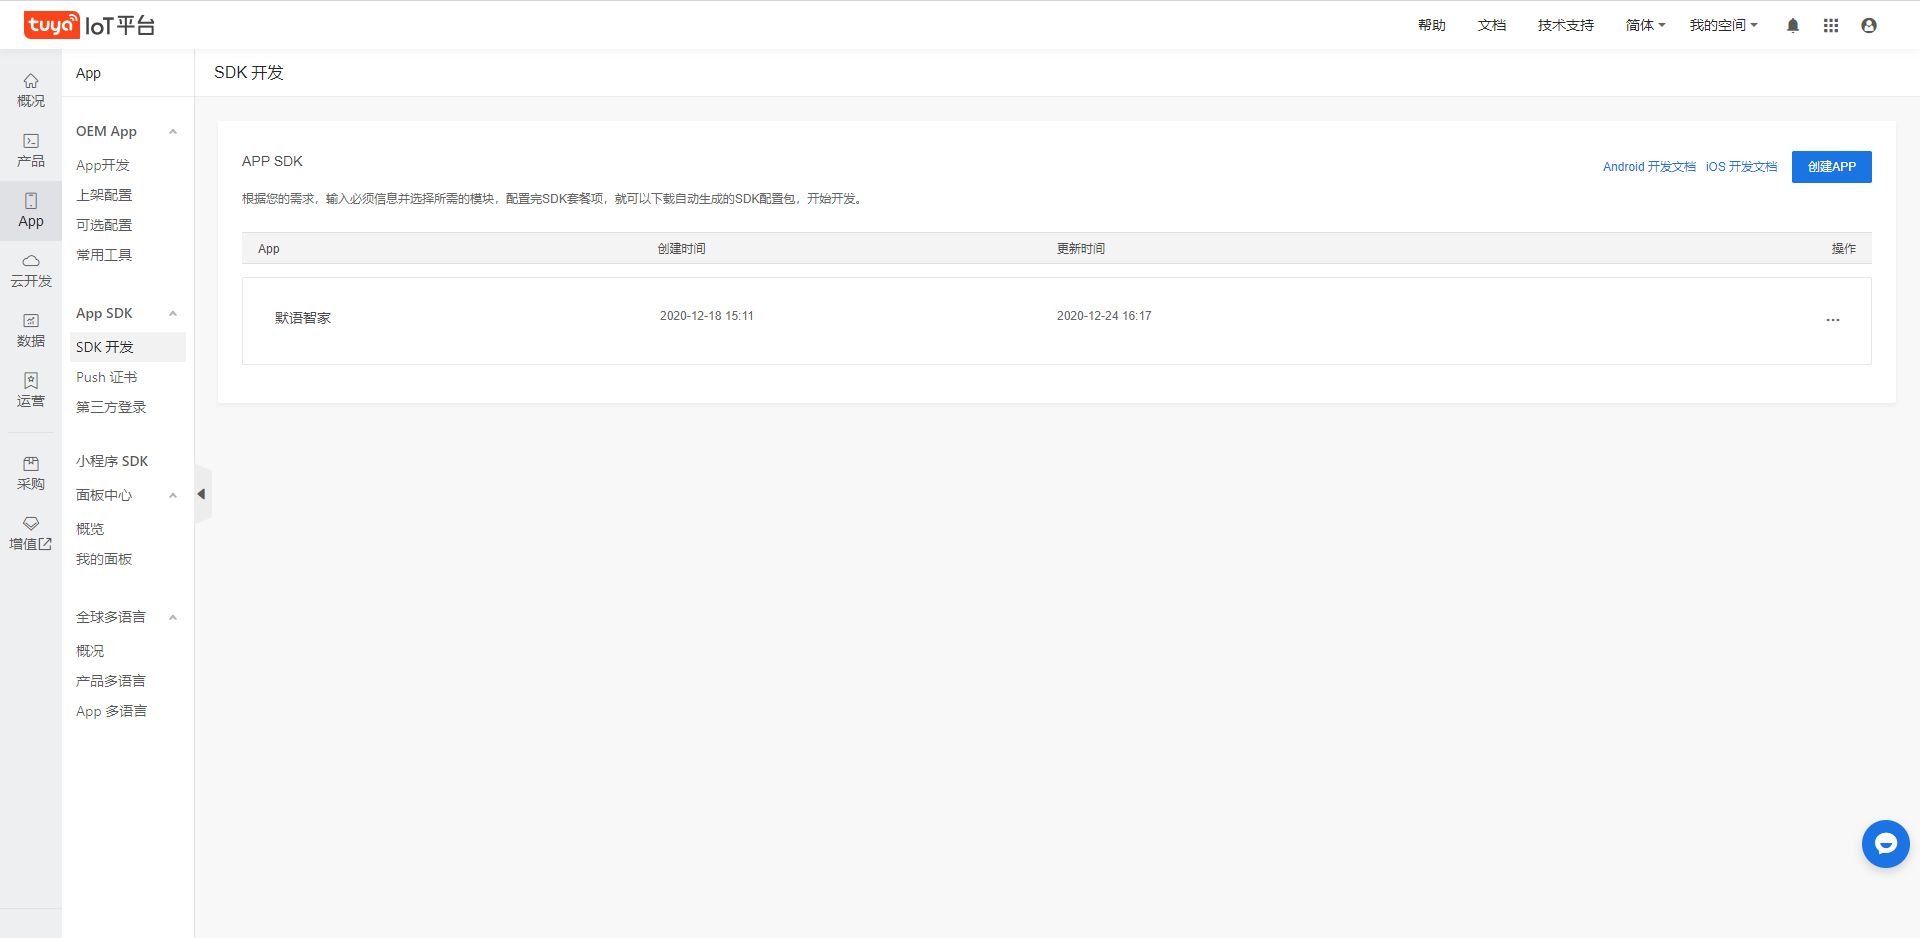 tuya IoT平台
帮助
文档
技术支持
简体
我的空间
概况
产品
App
云开发
数据
运营
采购
增值
App
OEM App
App开发
上架配置
可选配置
常用工具
App SDK
SDK 开发
Push 证书
第三方登录
小程序 SDK
面板中心
概览
我的面板
全球多语言
概况
产品多语言
App 多语言
SDK 开发
APP SDK
Android 开发文档
iOS 开发文档
创建APP
根据您的需求，输入必须信息并选择所需的模块，配置完SDK套餐项，就可以下载自动生成的SDK配置包，开始开发。
App 创建时间 更新时间 操作
默语智家 2020-12-18 15:11 2020-12-24 16:17 ...